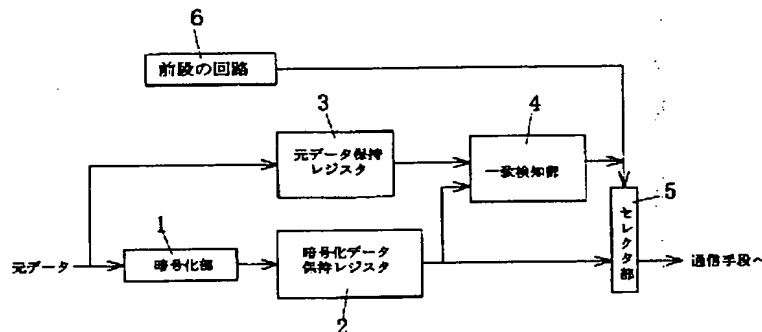 6
前段の回路
3
元データ保持
レジスタ
4
一致検知部
5
セレクタ部
1
元データ
暗号化部
暗号化データ
保持レジスタ
2
通信手段へ